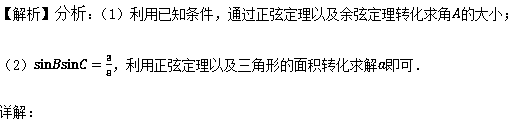 【解析】分析：（1）利用已知条件，通过正弦定理以及余弦定理转化求角A的大小；
（2）sinBsinC=3/8，利用正弦定理以及三角形的面积转化求解a即可．
详解：